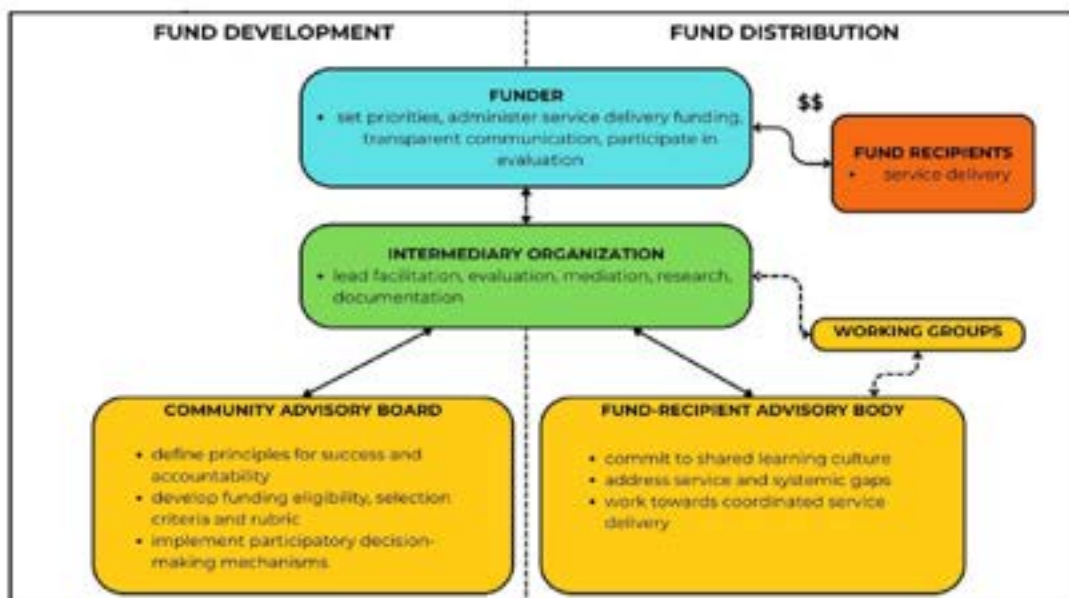 FUND DEVELOPMENT
FUND DISTRIBUTION
FUNDER
• set priorities, administer service delivery funding,
transparent communication, participate in
evaluation
$$
FUND RECIPIENTS
• service delivery
INTERMEDIARY ORGANIZATION
• lead facilitation, evaluation, mediation, research,
documentation
WORKING GROUPS
COMMUNITY ADVISORY BOARD
• define principles for success and
accountability
• develop funding eligibility, selection
criteria and rubric
• implement participatory decision-
making mechanisms
FUND-RECIPIENT ADVISORY BODY
• commit to shared learning culture
• address service and systemic gaps
• work towards coordinated service
delivery